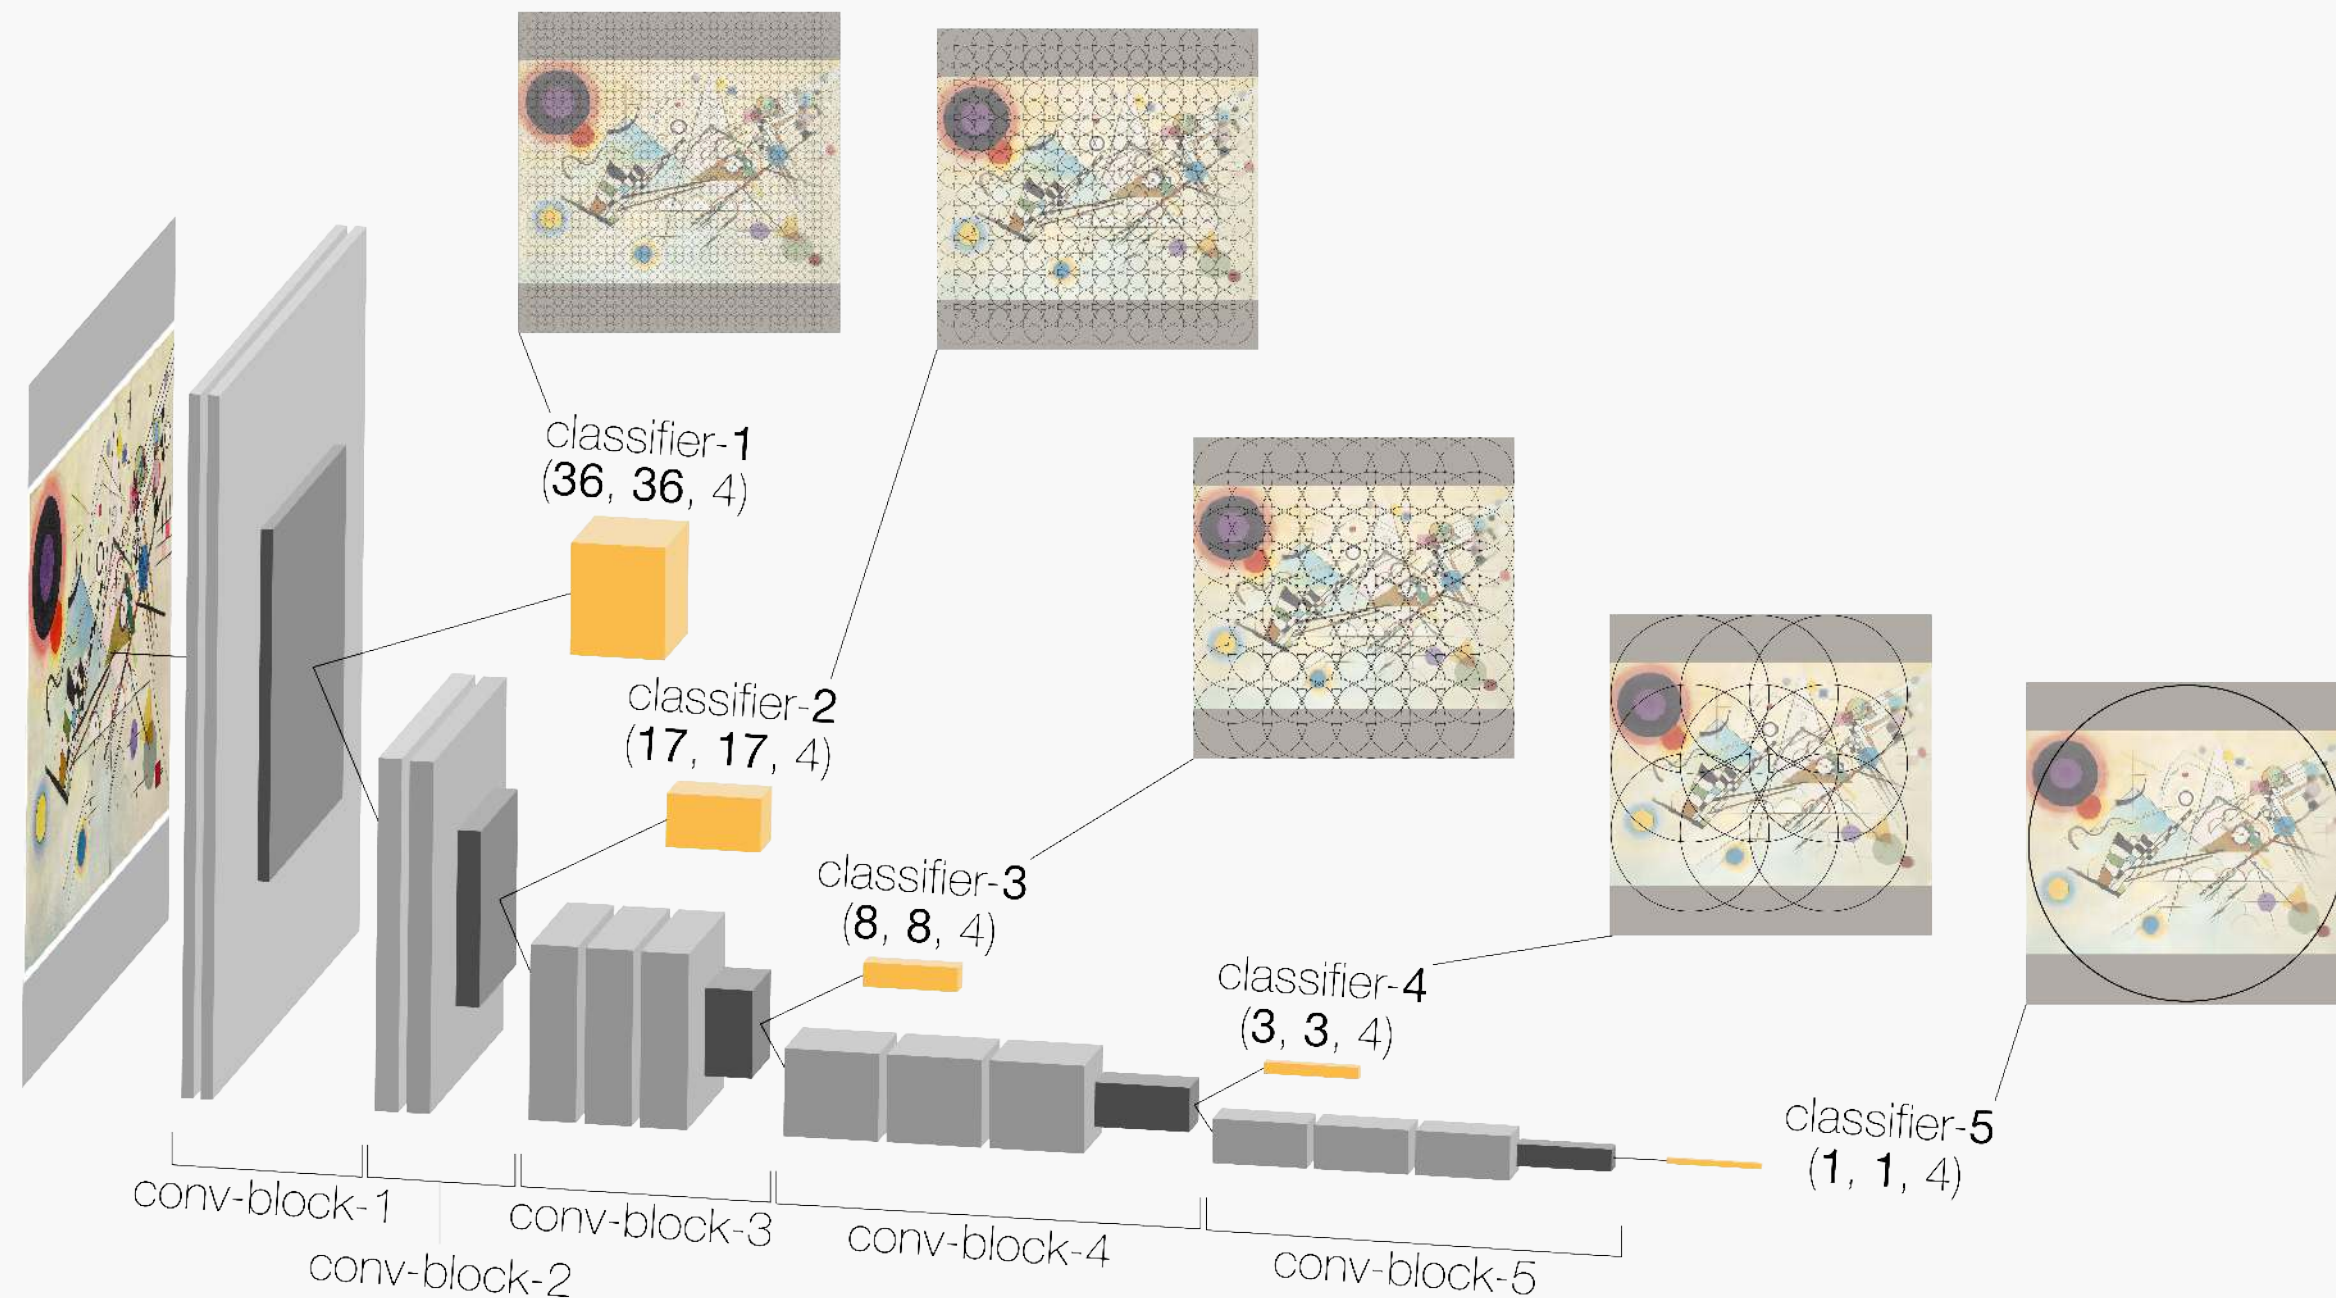 classifier-1
(36, 36, 4)
classifier-2
(17, 17, 4)
classifier-3
(8, 8, 4)
classifier-4
(3, 3, 4)
classifier-5
(1, 1, 4)
conv-block-1
conv-block-2
conv-block-3
conv-block-4
conv-block-5